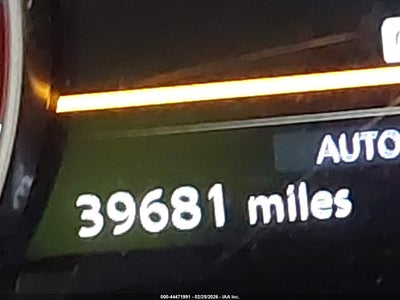 AUTO
39681 miles
000-44471991 - 02/25/2026 - IAA Inc.